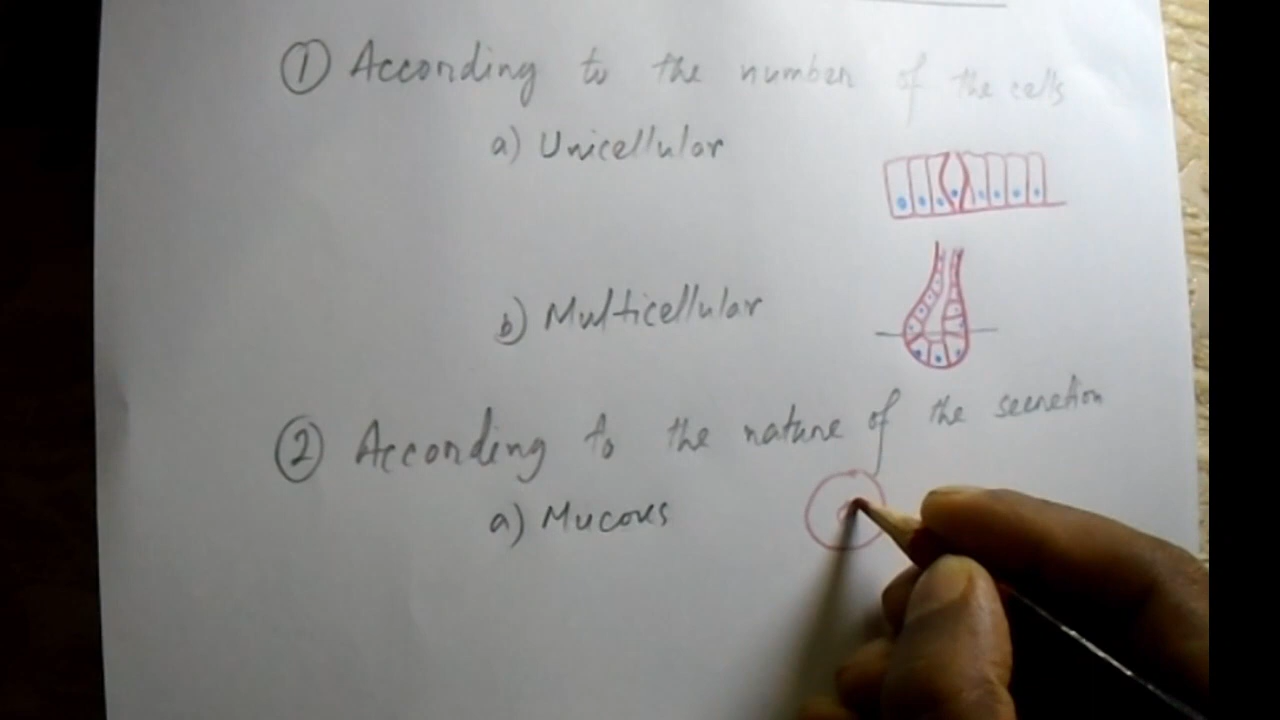 ① According to the number of the cells
a) Unicellular
b) Multicellular
② According to the nature of the secretion
a) Mucous